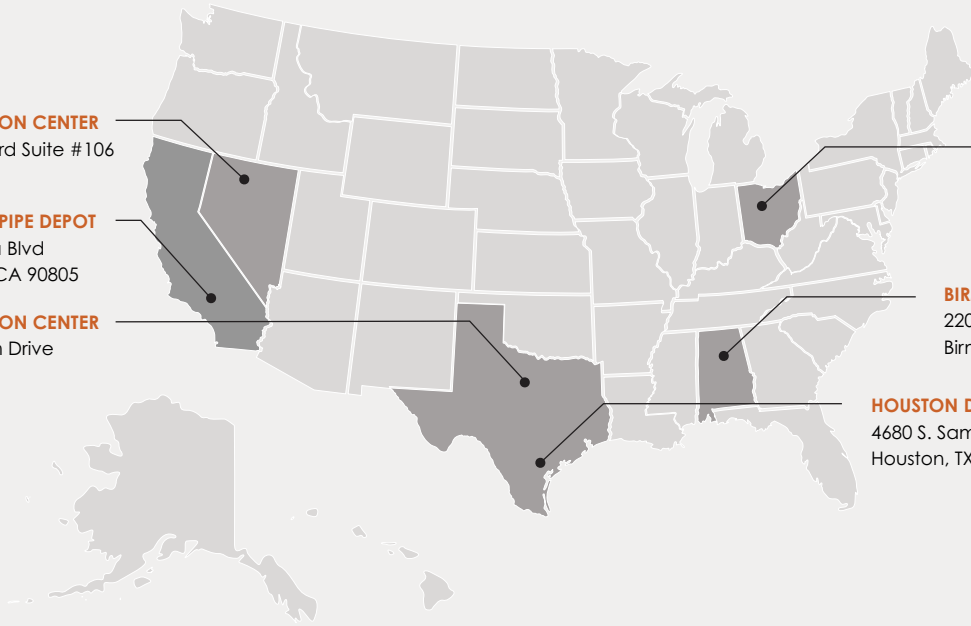 ON CENTER
rd Suite #106
PIPE DEPOT
Blvd
CA 90805
ON CENTER
Drive
BIR
220
Birr
HOUSTON D
4680 S. Sam
Houston, TX